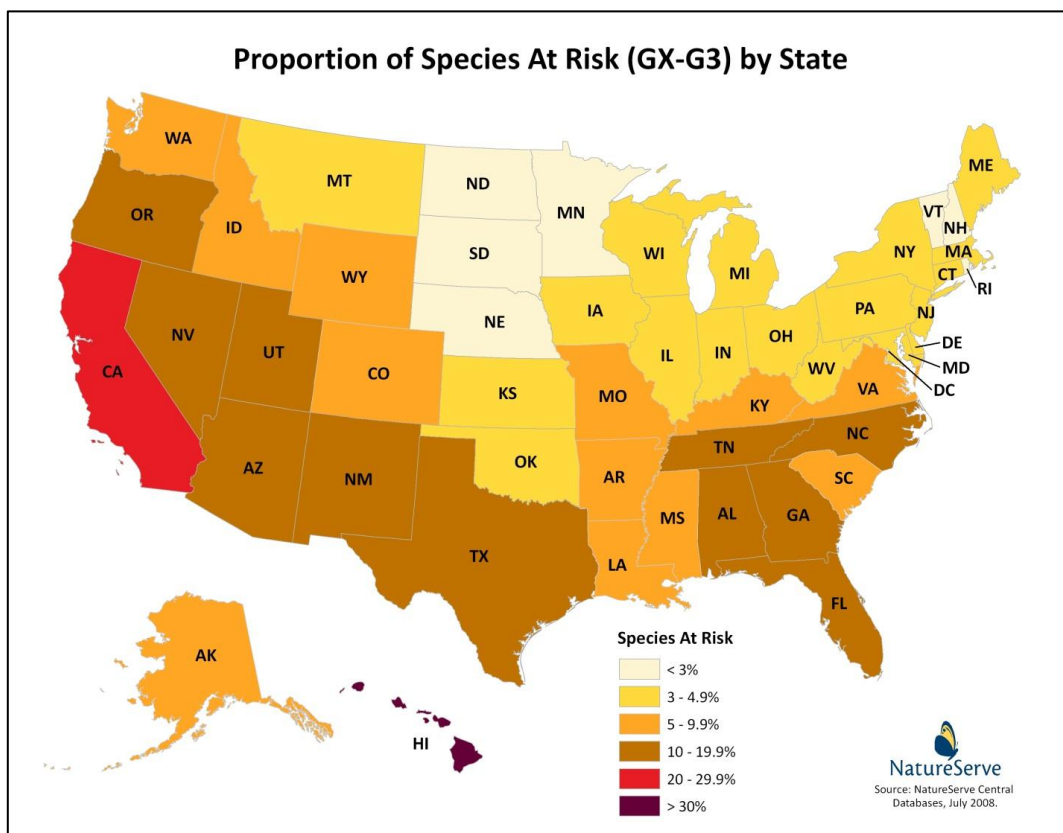 Proportion of Species At Risk (GX-G3) by State
WA
MT
ND
MN
ME
VT
NH
OR
ID
WY
SD
WI
MI
NY
MA
CT
RI
NE
IA
PA
NJ
NV
UT
CO
IL
IN
OH
DE
MD
DC
CA
KS
MO
WV
VA
KY
AZ
NM
OK
AR
TN
NC
SC
TX
LA
MS
AL
GA
FL
AK
HI
Species At Risk
< 3%
3 - 4.9%
5 - 9.9%
10 - 19.9%
20 - 29.9%
> 30%
NatureServe
Source: NatureServe Central
Databases, July 2008.